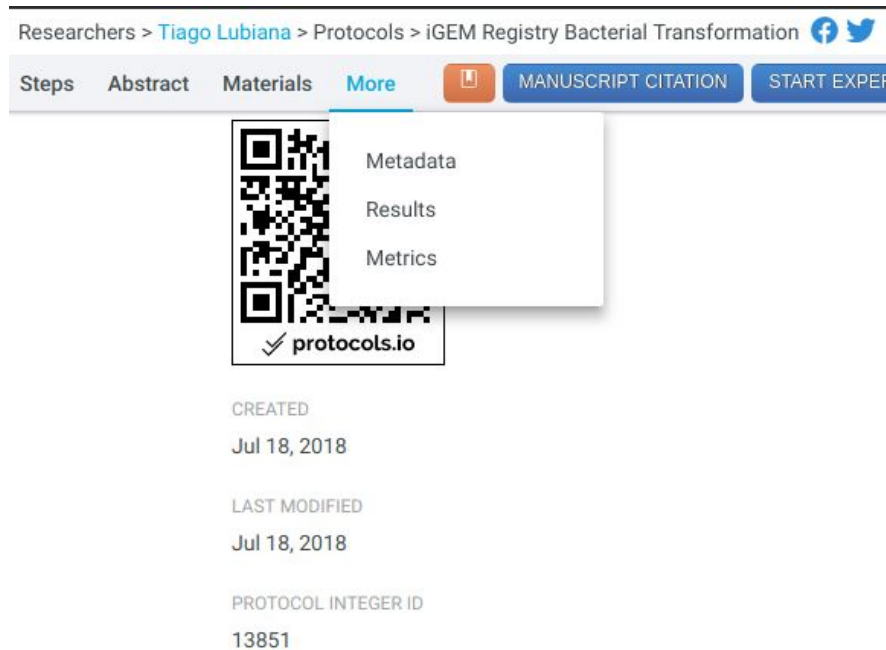 Researchers > Tiago Lubiana > Protocols > iGEM Registry Bacterial Transformation
Steps Abstract Materials More MANUSCRIPT CITATION START EXPER
Metadata
Results
Metrics
protocols.io
CREATED
Jul 18, 2018
LAST MODIFIED
Jul 18, 2018
PROTOCOL INTEGER ID
13851